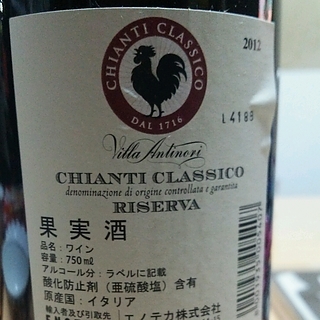 CHIANTI CLASSICO
DAL 1716
2012
L4188
Villa Antinori
CHIANTI CLASSICO
denominazione di origine controllata e garantita
RISERVA
果実酒
品名:ワイン
容量:750mℓ
アルコール分:ラベルに記載
酸化防止剤(亜硫酸塩)含有
原産国:イタリア
輸入者及び引取先
エノテカ株式会社